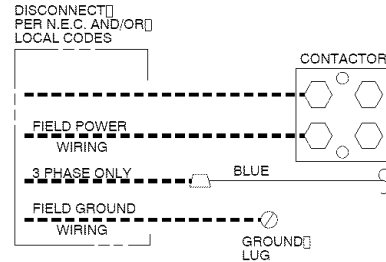 DISCONNECT
PER N.E.C. AND/OR
LOCAL CODES
CONTACTOR
FIELD POWER
WIRING
3 PHASE ONLY
BLUE
FIELD GROUND
WIRING
GROUND
LUG